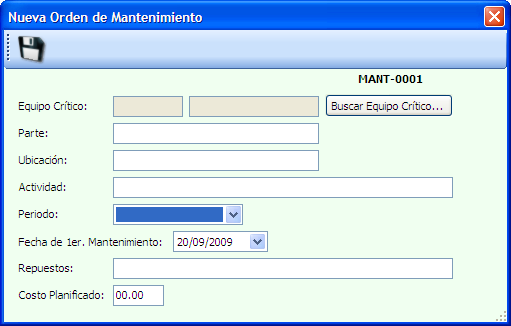 Nueva Orden de Mantenimiento
MANT-0001
Equipo Crítico: Buscar Equipo Crítico...
Parte:
Ubicación:
Actividad:
Periodo:
Fecha de 1er. Mantenimiento: 20/09/2009
Repuestos:
Costo Planificado: 00.00